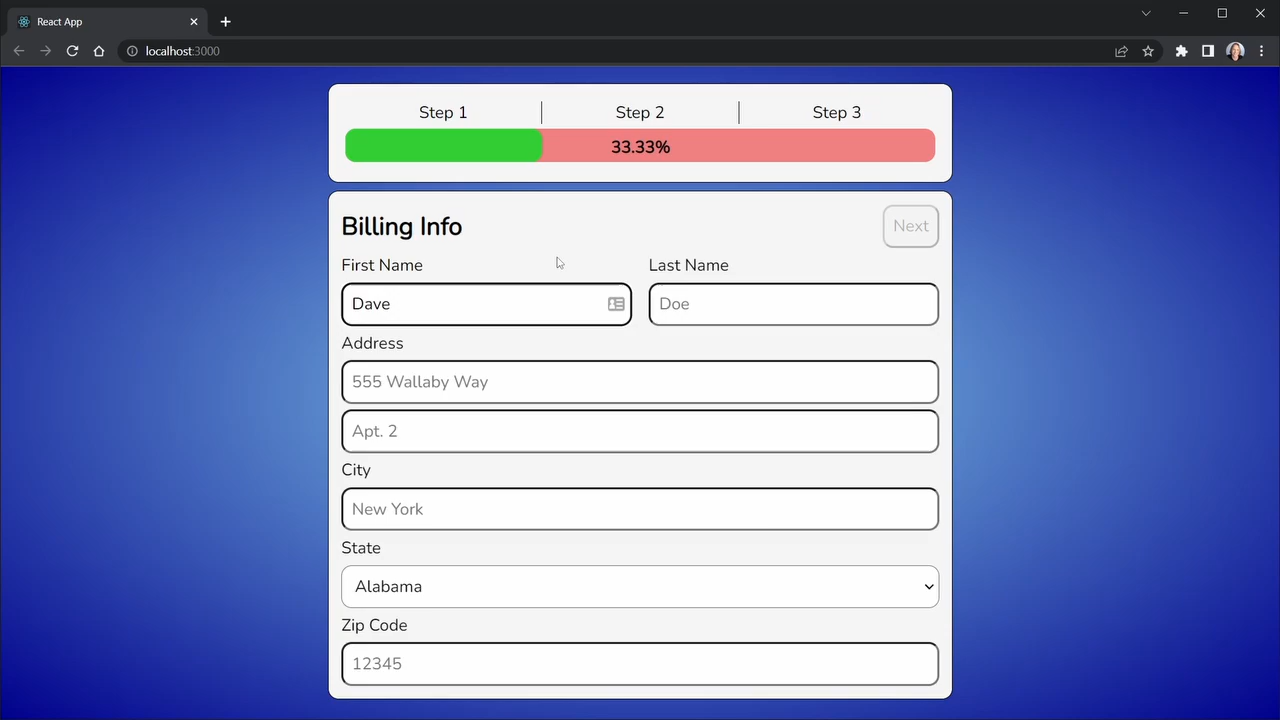 React App
localhost:3000
Step 1
Step 2
Step 3
33.33%
Billing Info
Next
First Name
Last Name
Dave
Doe
Address
555 Wallaby Way
Apt. 2
City
New York
State
Alabama
Zip Code
12345